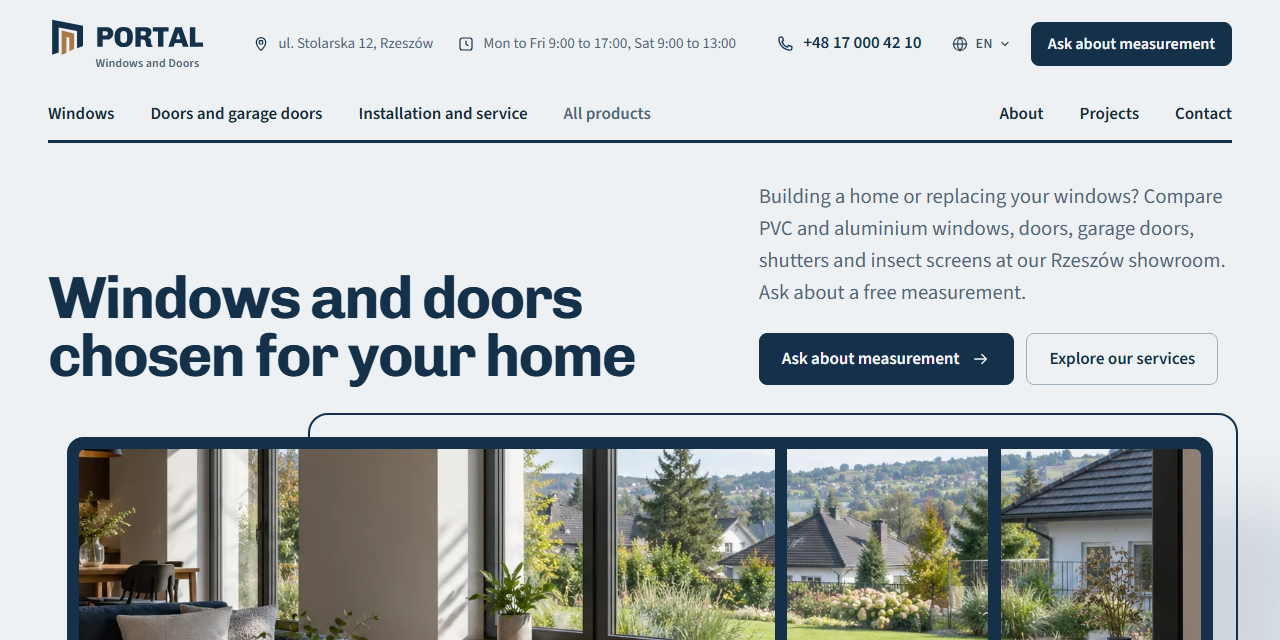 PORTAL
Windows and Doors
ul. Stolarska 12, Rzeszów
Mon to Fri 9:00 to 17:00, Sat 9:00 to 13:00
+48 17 000 42 10
EN
Ask about measurement
Windows
Doors and garage doors
Installation and service
All products
About
Projects
Contact
Windows and doors
chosen for your home
Building a home or replacing your windows? Compare
PVC and aluminium windows, doors, garage doors,
shutters and insect screens at our Rzeszów showroom.
Ask about a free measurement.
Ask about measurement
Explore our services